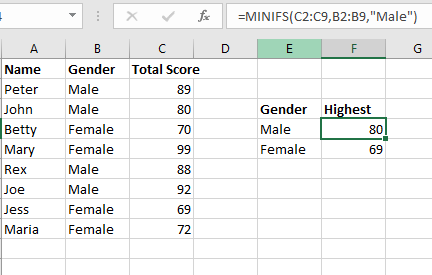 fx =MINIFS(C2:C9,B2:B9,"Male")
A B C D E F G
Name Gender Total Score
Peter Male 89
John Male 80 Gender Highest
Betty Female 70 Male 80
Mary Female 99 Female 69
Rex Male 88
Joe Male 92
Jess Female 69
Maria Female 72